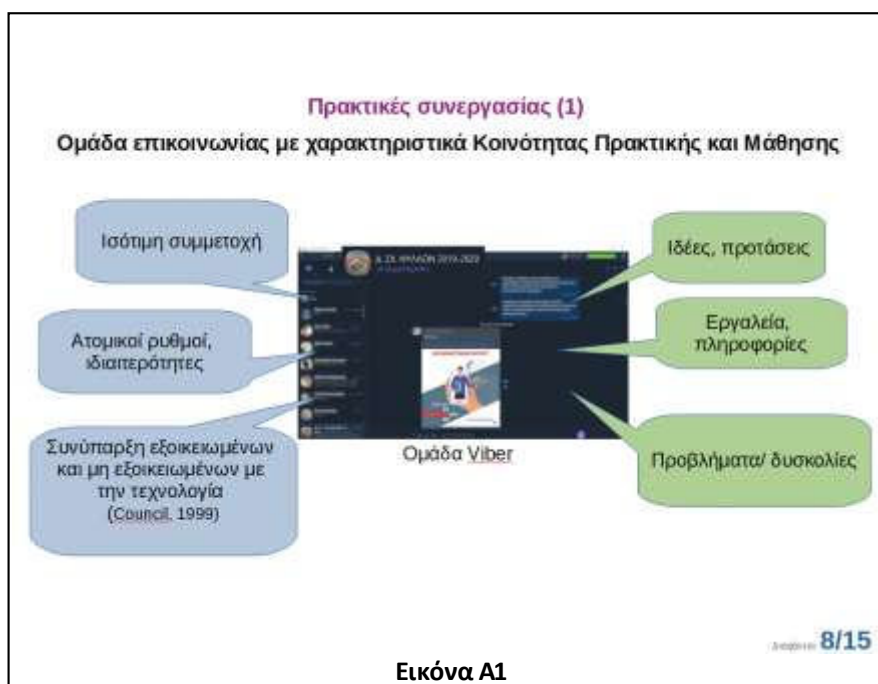 Πρακτικές συνεργασίας (1)
Ομάδα επικοινωνίας με χαρακτηριστικά Κοινότητας Πρακτικής και Μάθησης
Ισότιμη συμμετοχή
Ατομικοί ρυθμοί,
ιδιαιτερότητες
Συνύπαρξη εξοικειωμένων
και μη εξοικειωμένων με
την τεχνολογία
(Council, 1999)
2019-2020
Ομάδα Viber
Ιδέες, προτάσεις
Εργαλεία,
πληροφορίες
Προβλήματα/ δυσκολίες
8/15
Εικόνα Α1